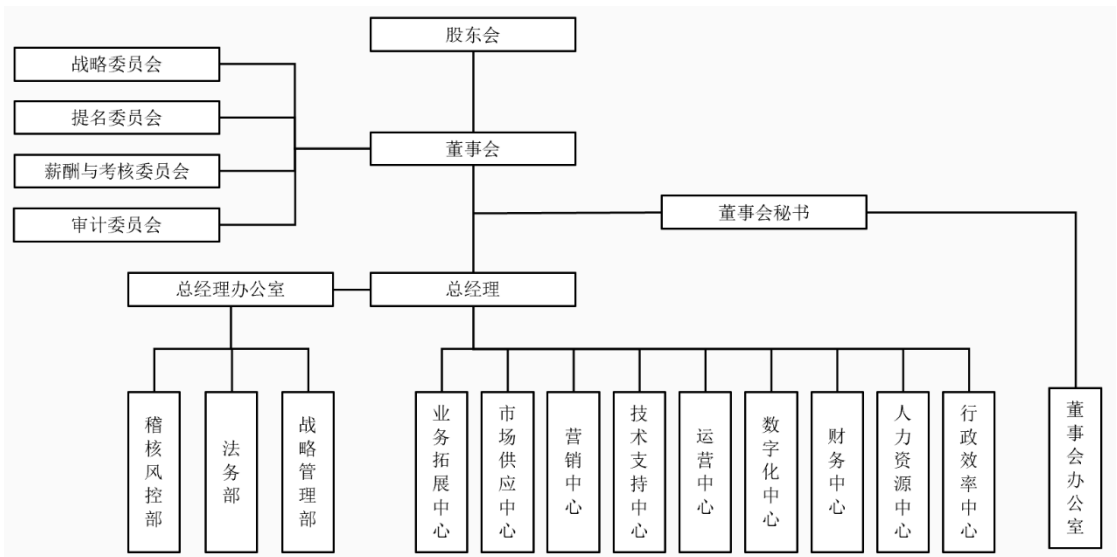 股东会
战略委员会
提名委员会
董事会
薪酬与考核委员会
董事会秘书
审计委员会
总经理办公室
总经理
稽核风控部
法务部
战略管理部
业务拓展中心
市场供应中心
营销中心
技术支持中心
运营中心
数字化中心
财务中心
人力资源中心
行政效率中心
董事会办公室